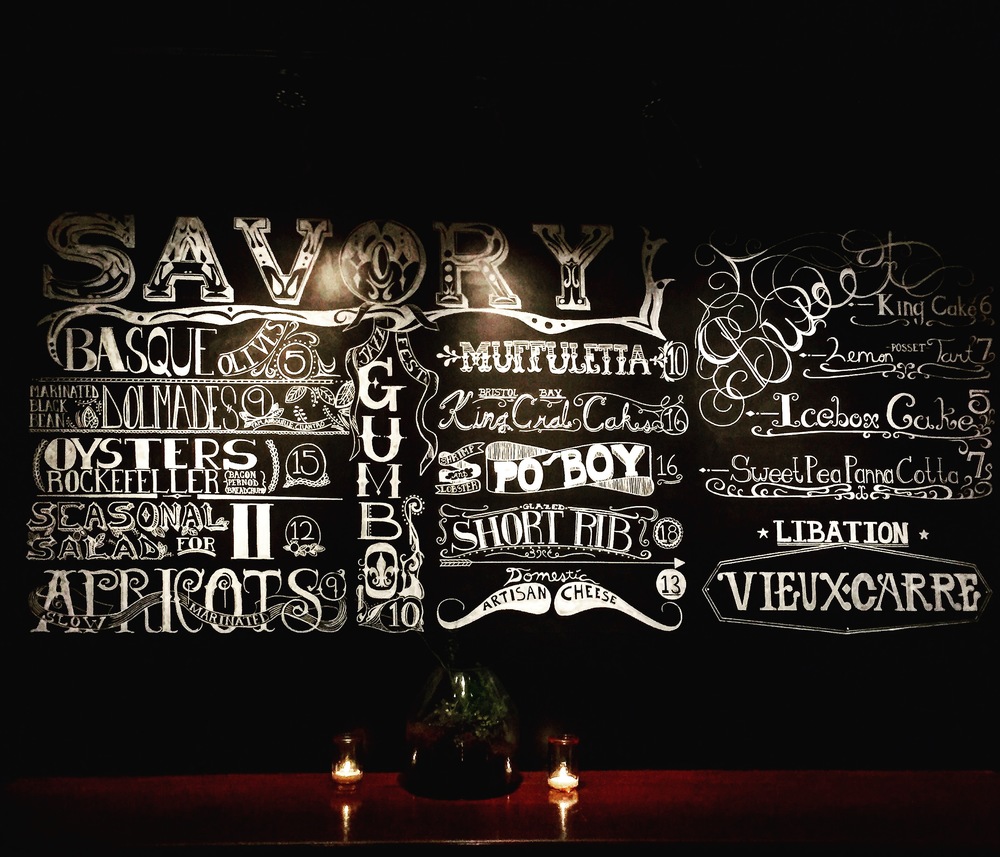 SAVORY
BASQUE OLIVES 5
MARINATED
BLACK
BEAN
DOLMADES 9
OYSTERS
ROCKEFELLER
BACON
PERNOD
BREADCRUMB
15
SEASONAL
SALAD FOR II 12
APRICOTS 9
SLOW MARINATED
JAZZ FEST
GUMBO
10
MUFFULETTA 10
BRISTOL BAY
King Crab Cakes 16
SHRIMP
AND
LOBSTER
PO' BOY 16
GLAZED
SHORT RIB 18
Domestic
ARTISAN CHEESE 13
King Cake 6
Lemon POSSET Tart 7
Icebox Cake 5
Sweet Pea Panna Cotta 7
LIBATION
VIEUX·CARRE